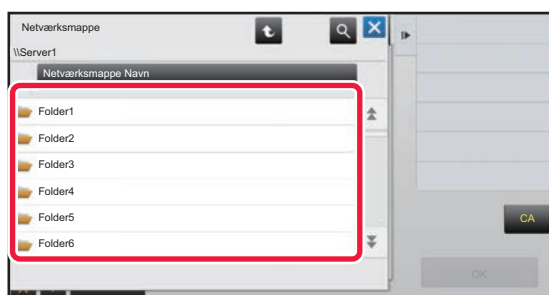 Netværksmappe
\\Server1
Netværksmappe Navn
Folder1
Folder2
Folder3
Folder4
Folder5
Folder6
CA
OK